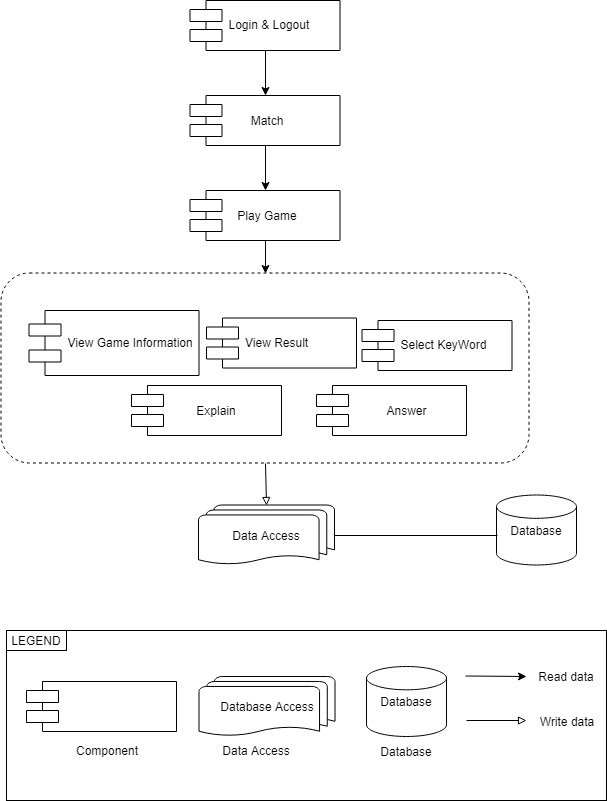 Login & Logout
Match
Play Game
View Game Information
View Result
Select KeyWord
Explain
Answer
Data Access
Database
LEGEND
Database Access
Database
Read data
Write data
Component
Data Access
Database